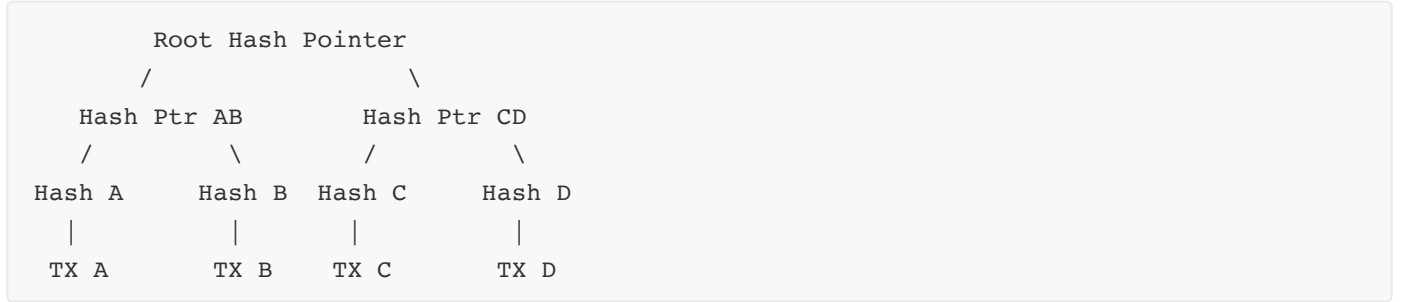 Root Hash Pointer
/ \
Hash Ptr AB Hash Ptr CD
/ \ / \
Hash A Hash B Hash C Hash D
| | | |
TX A TX B TX C TX D